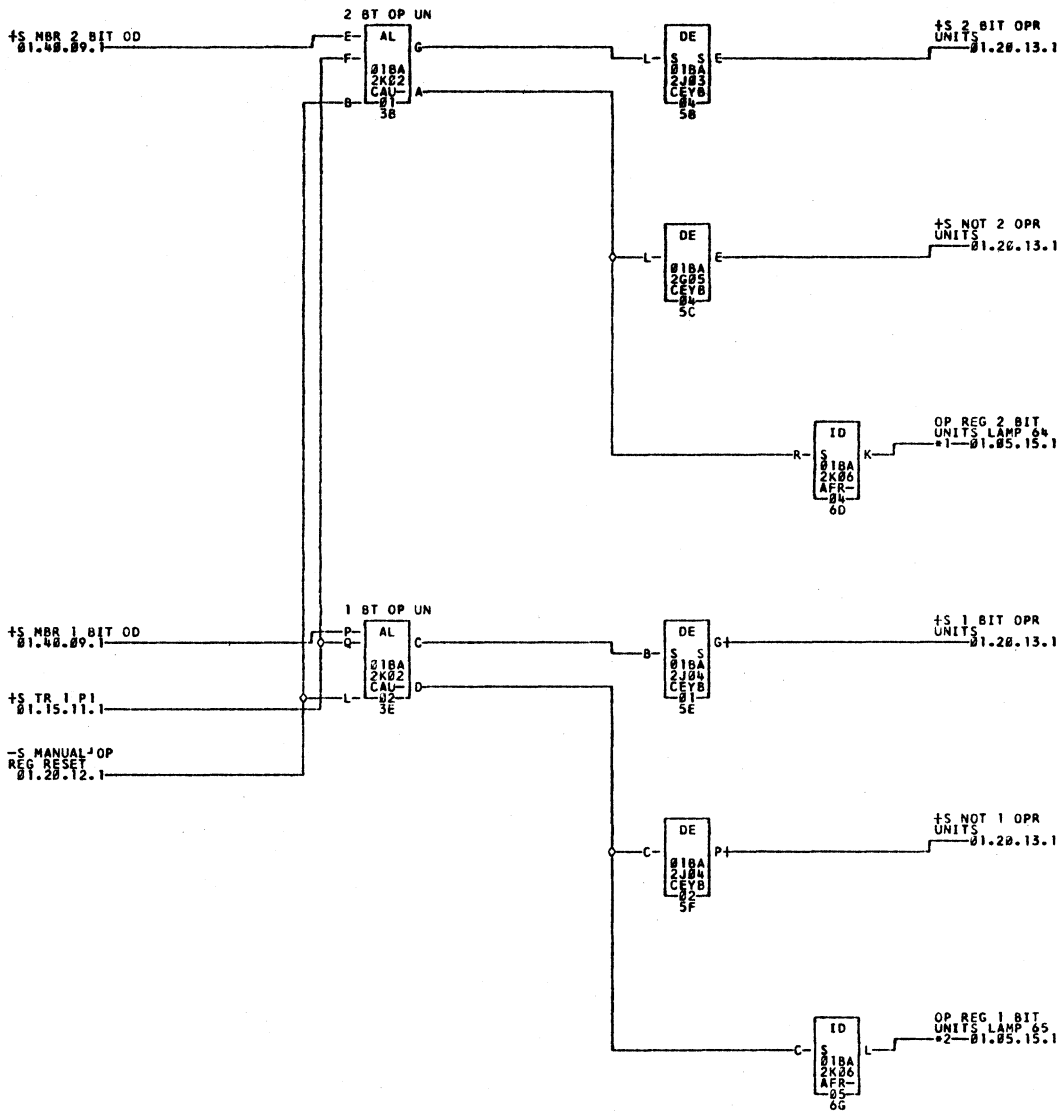 2 BT OP UN
+S MBR 2 BIT OD
01.40.09.1
E
F
B
AL
01BA
2K02
CAU-
01
3B
G
A
L
DE
S S
01BA
2J03
CEYB
04
5B
E
+S 2 BIT OPR
UNITS
01.20.13.1
L
DE
01BA
2G05
CEYB
04
5C
E
+S NOT 2 OPR
UNITS
01.20.13.1
R
ID
S
01BA
2K06
AFR-
04
6D
K
OP REG 2 BIT
UNITS LAMP 64
*1 01.05.15.1
1 BT OP UN
+S MBR 1 BIT OD
01.40.09.1
+S TR 1 P1
01.15.11.1
-S MANUAL OP
REG RESET
01.20.12.1
P
Q
L
AL
01BA
2K02
CAU-
02
3E
C
D
B
DE
S S
01BA
2J04
CEYB
01
5E
G+
+S 1 BIT OPR
UNITS
01.20.13.1
C
DE
01BA
2J04
CEYB
02
5F
P+
+S NOT 1 OPR
UNITS
01.20.13.1
C
ID
S
01BA
2K06
AFR-
05
6G
L
OP REG 1 BIT
UNITS LAMP 65
*2 01.05.15.1